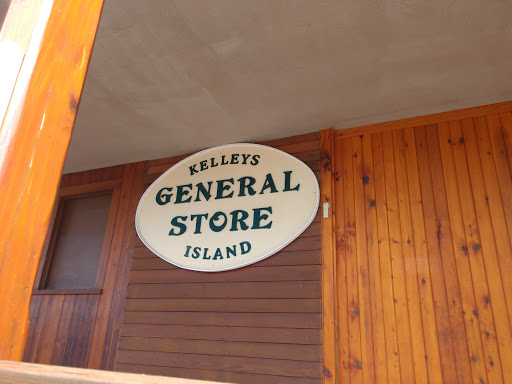 KELLEYS
GENERAL
STORE
ISLAND